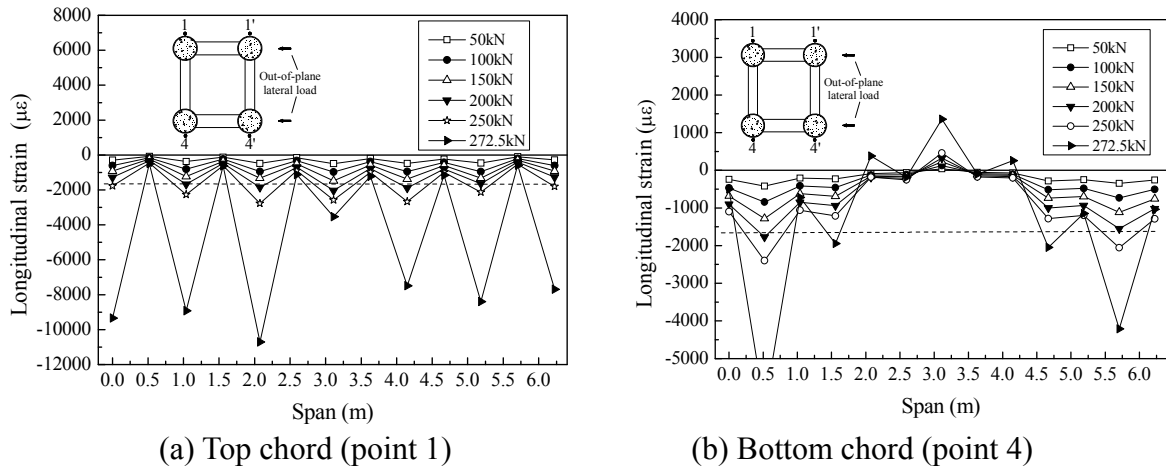 8000
6000
4000
2000
0
-2000
-4000
-6000
-8000
-10000
-12000
Longitudinal strain (με)
0.0 0.5 1.0 1.5 2.0 2.5 3.0 3.5 4.0 4.5 5.0 5.5 6.0
Span (m)
1 1'
Out-of-plane
lateral load
4 4'
50kN
100kN
150kN
200kN
250kN
272.5kN
(a) Top chord (point 1)
4000
3000
2000
1000
0
-1000
-2000
-3000
-4000
-5000
Longitudinal strain (με)
0.0 0.5 1.0 1.5 2.0 2.5 3.0 3.5 4.0 4.5 5.0 5.5 6.0
Span (m)
1 1'
Out-of-plane
lateral load
4 4'
50kN
100kN
150kN
200kN
250kN
272.5kN
(b) Bottom chord (point 4)